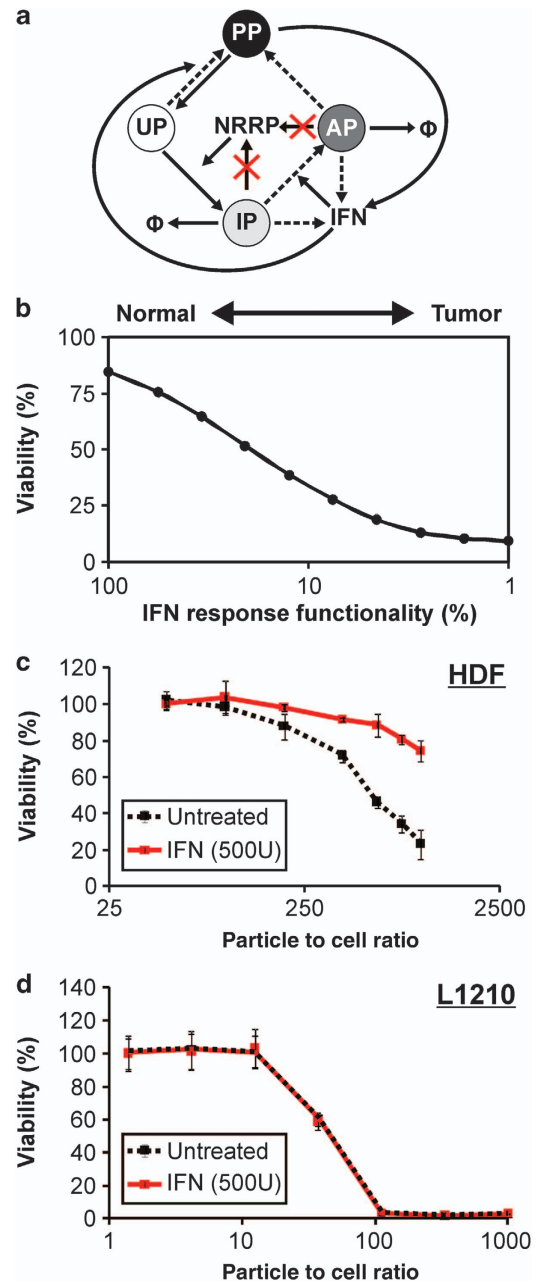 a
PP
UP
NRRP
AP
Φ
Φ
IP
IFN
b
Normal
Tumor
Viability (%)
100
75
50
25
0
100
10
1
IFN response functionality (%)
c
HDF
Viability (%)
120
100
80
60
40
20
0
Untreated
IFN (500U)
25
250
2500
Particle to cell ratio
d
L1210
Viability (%)
140
120
100
80
60
40
20
0
Untreated
IFN (500U)
1
10
100
1000
Particle to cell ratio